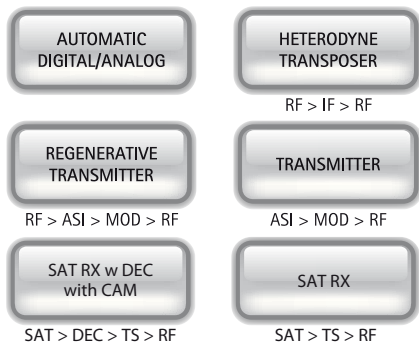 AUTOMATIC
DIGITAL/ANALOG
HETERODYNE
TRANSPOSER
RF > IF > RF
REGENERATIVE
TRANSMITTER
RF > ASI > MOD > RF
TRANSMITTER
ASI > MOD > RF
SAT RX w DEC
with CAM
SAT > DEC > TS > RF
SAT RX
SAT > TS > RF